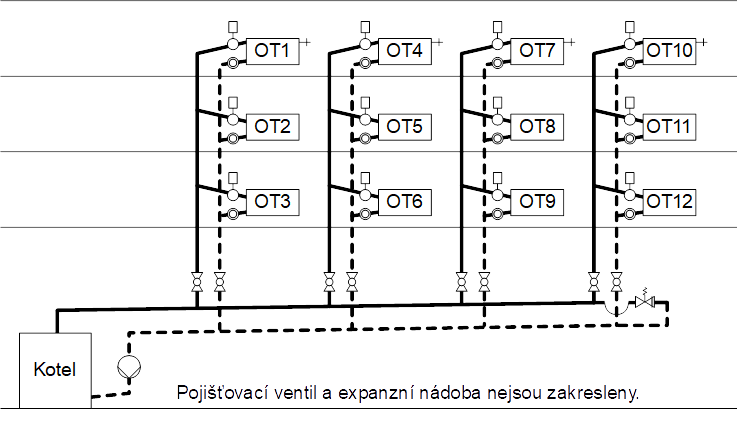 OT1 OT4 OT7 OT10
OT2 OT5 OT8 OT11
OT3 OT6 OT9 OT12
Kotel
Pojišťovací ventil a expanzní nádoba nejsou zakresleny.